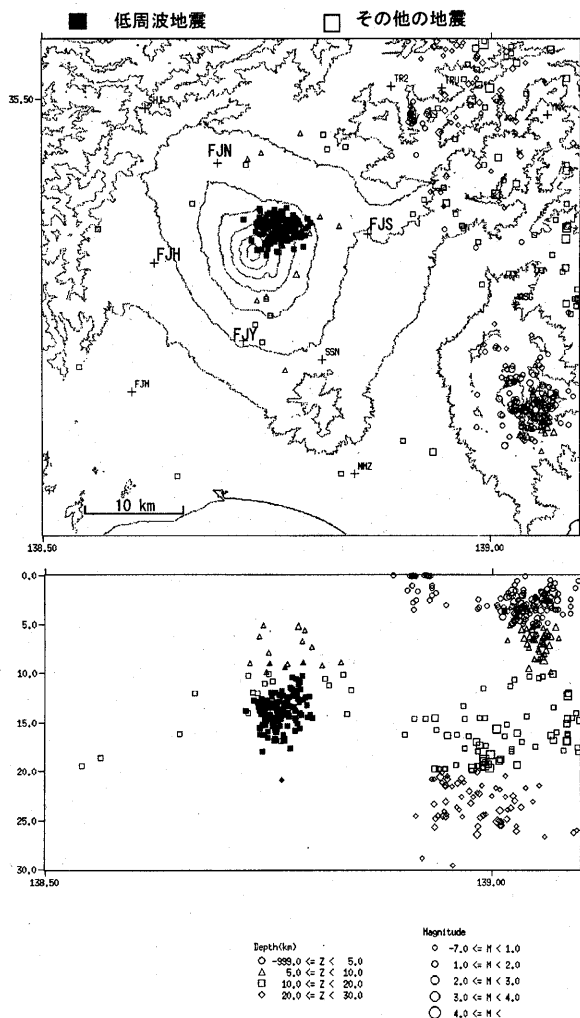 ■ 低周波地震 □ その他の地震
35,50
TR2
TRU
FJN
FJS
FJH
FJY
SSN
FJM
MMZ
10 km
138.50 139.00
0.0
5.0
10.0
15.0
20.0
25.0
30.0
138.50 139.00
Depth(km)
○ -999.0 <= Z < 5.0
△ 5.0 <= Z < 10.0
□ 10.0 <= Z < 20.0
◇ 20.0 <= Z < 30.0
Magnitude
○ -7.0 <= M < 1.0
○ 1.0 <= M < 2.0
○ 2.0 <= M < 3.0
○ 3.0 <= M < 4.0
○ 4.0 <= M <